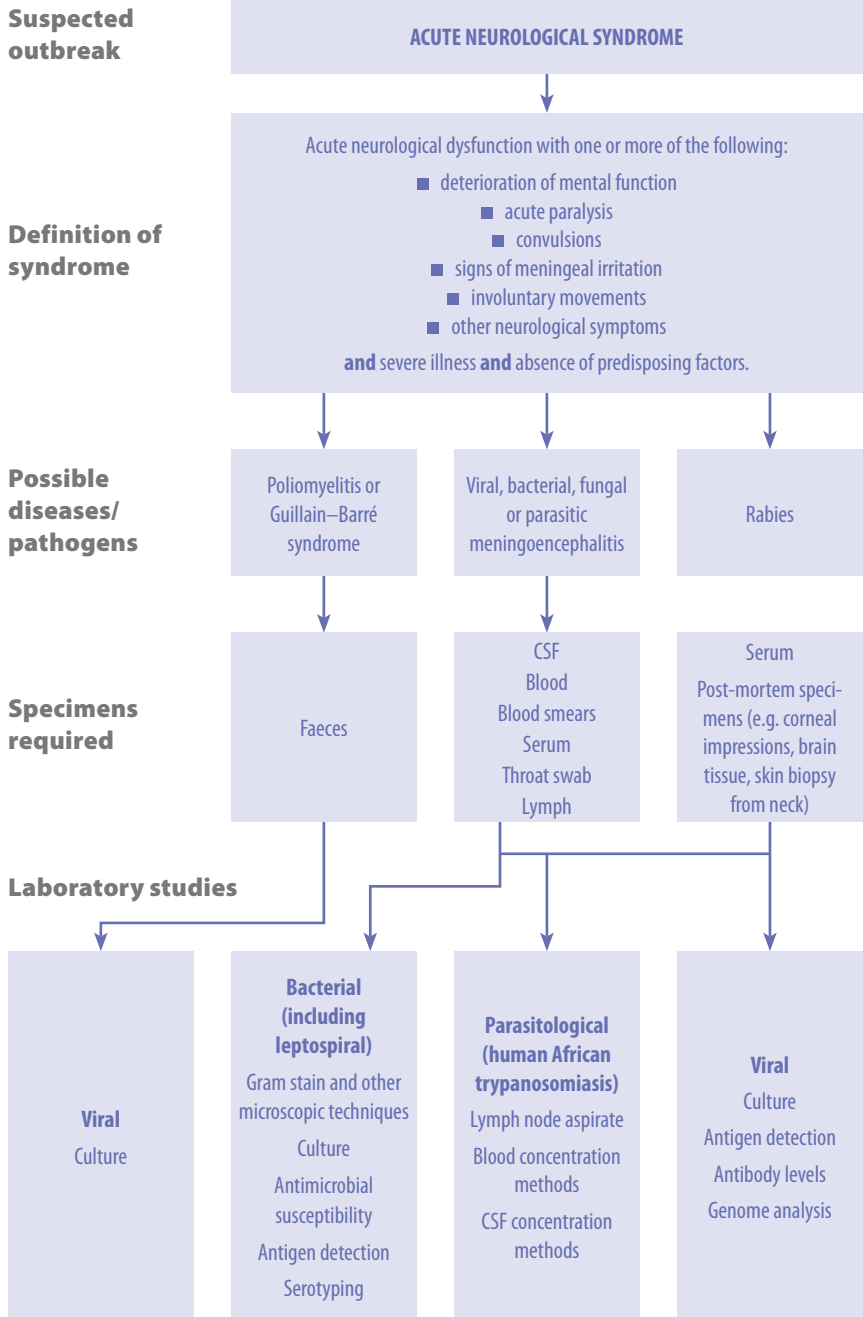 Suspected
outbreak
ACUTE NEUROLOGICAL SYNDROME
Definition of
syndrome
Acute neurological dysfunction with one or more of the following:
■ deterioration of mental function
■ acute paralysis
■ convulsions
■ signs of meningeal irritation
■ involuntary movements
■ other neurological symptoms
and severe illness and absence of predisposing factors.
Possible
diseases/
pathogens
Poliomyelitis or
Guillain–Barré
syndrome
Viral, bacterial, fungal
or parasitic
meningoencephalitis
Rabies
Specimens
required
Faeces
CSF
Blood
Blood smears
Serum
Throat swab
Lymph
Serum
Post-mortem speci-
mens (e.g. corneal
impressions, brain
tissue, skin biopsy
from neck)
Laboratory studies
Viral
Culture
Bacterial
(including
leptospiral)
Gram stain and other
microscopic techniques
Culture
Antimicrobial
susceptibility
Antigen detection
Serotyping
Parasitological
(human African
trypanosomiasis)
Lymph node aspirate
Blood concentration
methods
CSF concentration
methods
Viral
Culture
Antigen detection
Antibody levels
Genome analysis